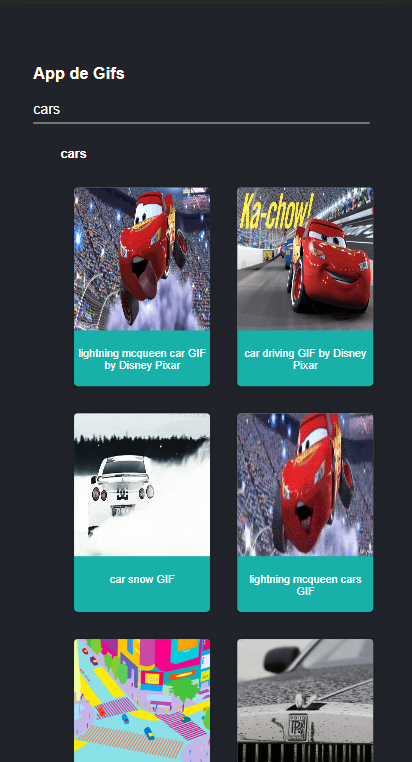 App de Gifs
cars
cars
Ka-chow!
lightning mcqueen car GIF
by Disney Pixar
car driving GIF by Disney
Pixar
car snow GIF
lightning mcqueen cars
GIF